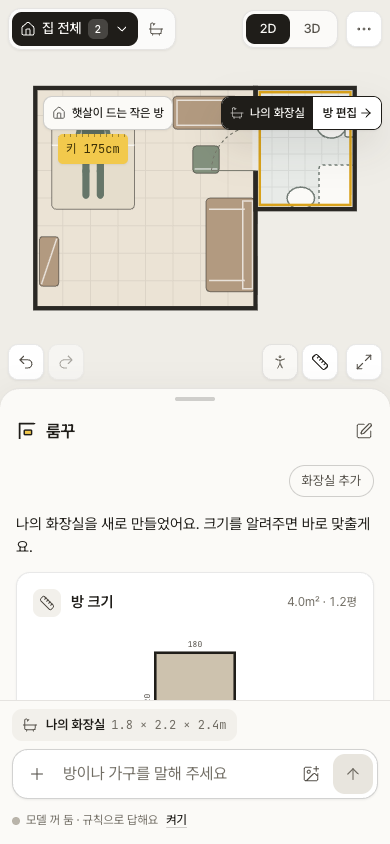 집 전체 2
2D 3D
햇살이 드는 작은 방
나의 화장실 방 편집
키 175cm
룸꾸
화장실 추가
나의 화장실을 새로 만들었어요. 크기를 알려주면 바로 맞출게
요.
방 크기 4.0m² · 1.2평
180
나의 화장실 1.8 × 2.2 × 2.4m
방이나 가구를 말해 주세요
모델 꺼 둠 · 규칙으로 답해요 켜기